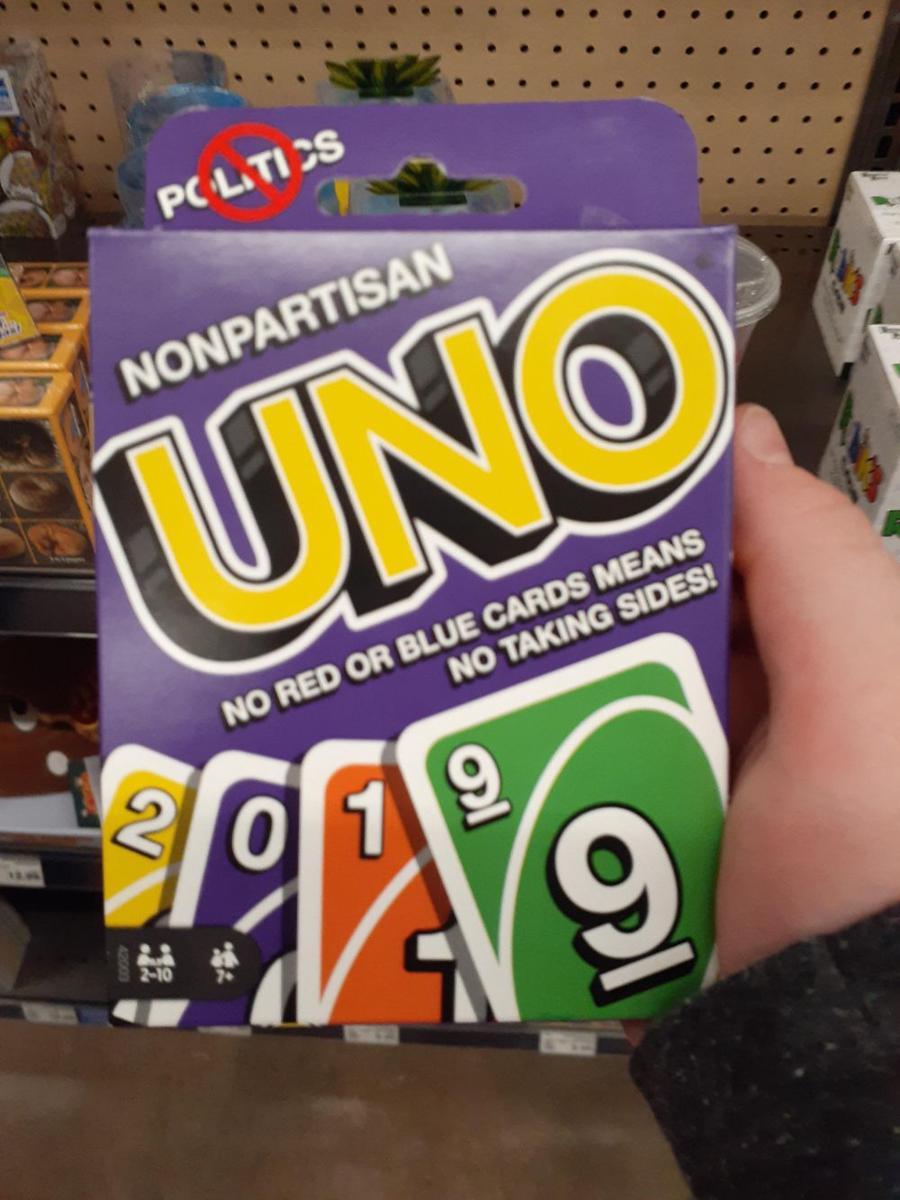 POLITICS
NONPARTISAN
UNO
NO RED OR BLUE CARDS MEANS
NO TAKING SIDES!
2
0
1
9
9
2-10
7+